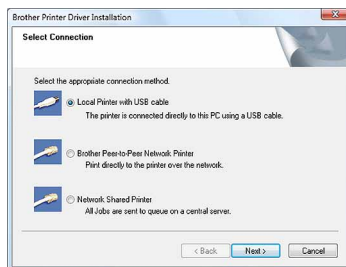 Brother Printer Driver Installation
Select Connection
Select the appropriate connection method.
Local Printer with USB cable
The printer is connected directly to this PC using a USB cable.
Brother Peer-to-Peer Network Printer
Print directly to the printer over the network.
Network Shared Printer
All Jobs are sent to queue on a central server.
< Back Next > Cancel